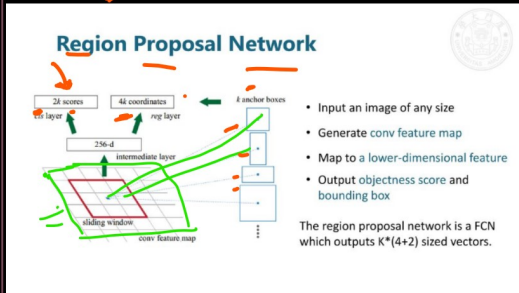 Region Proposal Network
2k scores
4k coordinates
k anchor boxes
cls layer
reg layer
256-d
intermediate layer
sliding window
conv feature map
• Input an image of any size
• Generate conv feature map
• Map to a lower-dimensional feature
• Output objectness score and
bounding box
The region proposal network is a FCN
which outputs K*(4+2) sized vectors.